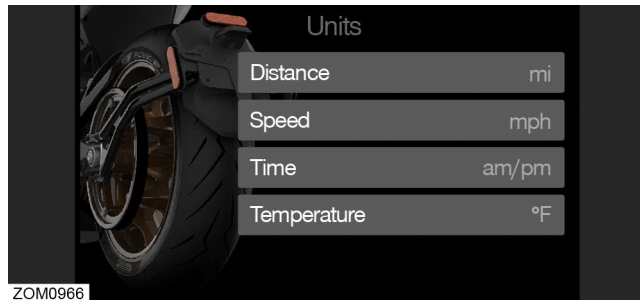 Units
Distance mi
Speed mph
Time am/pm
Temperature °F
ZOM0966